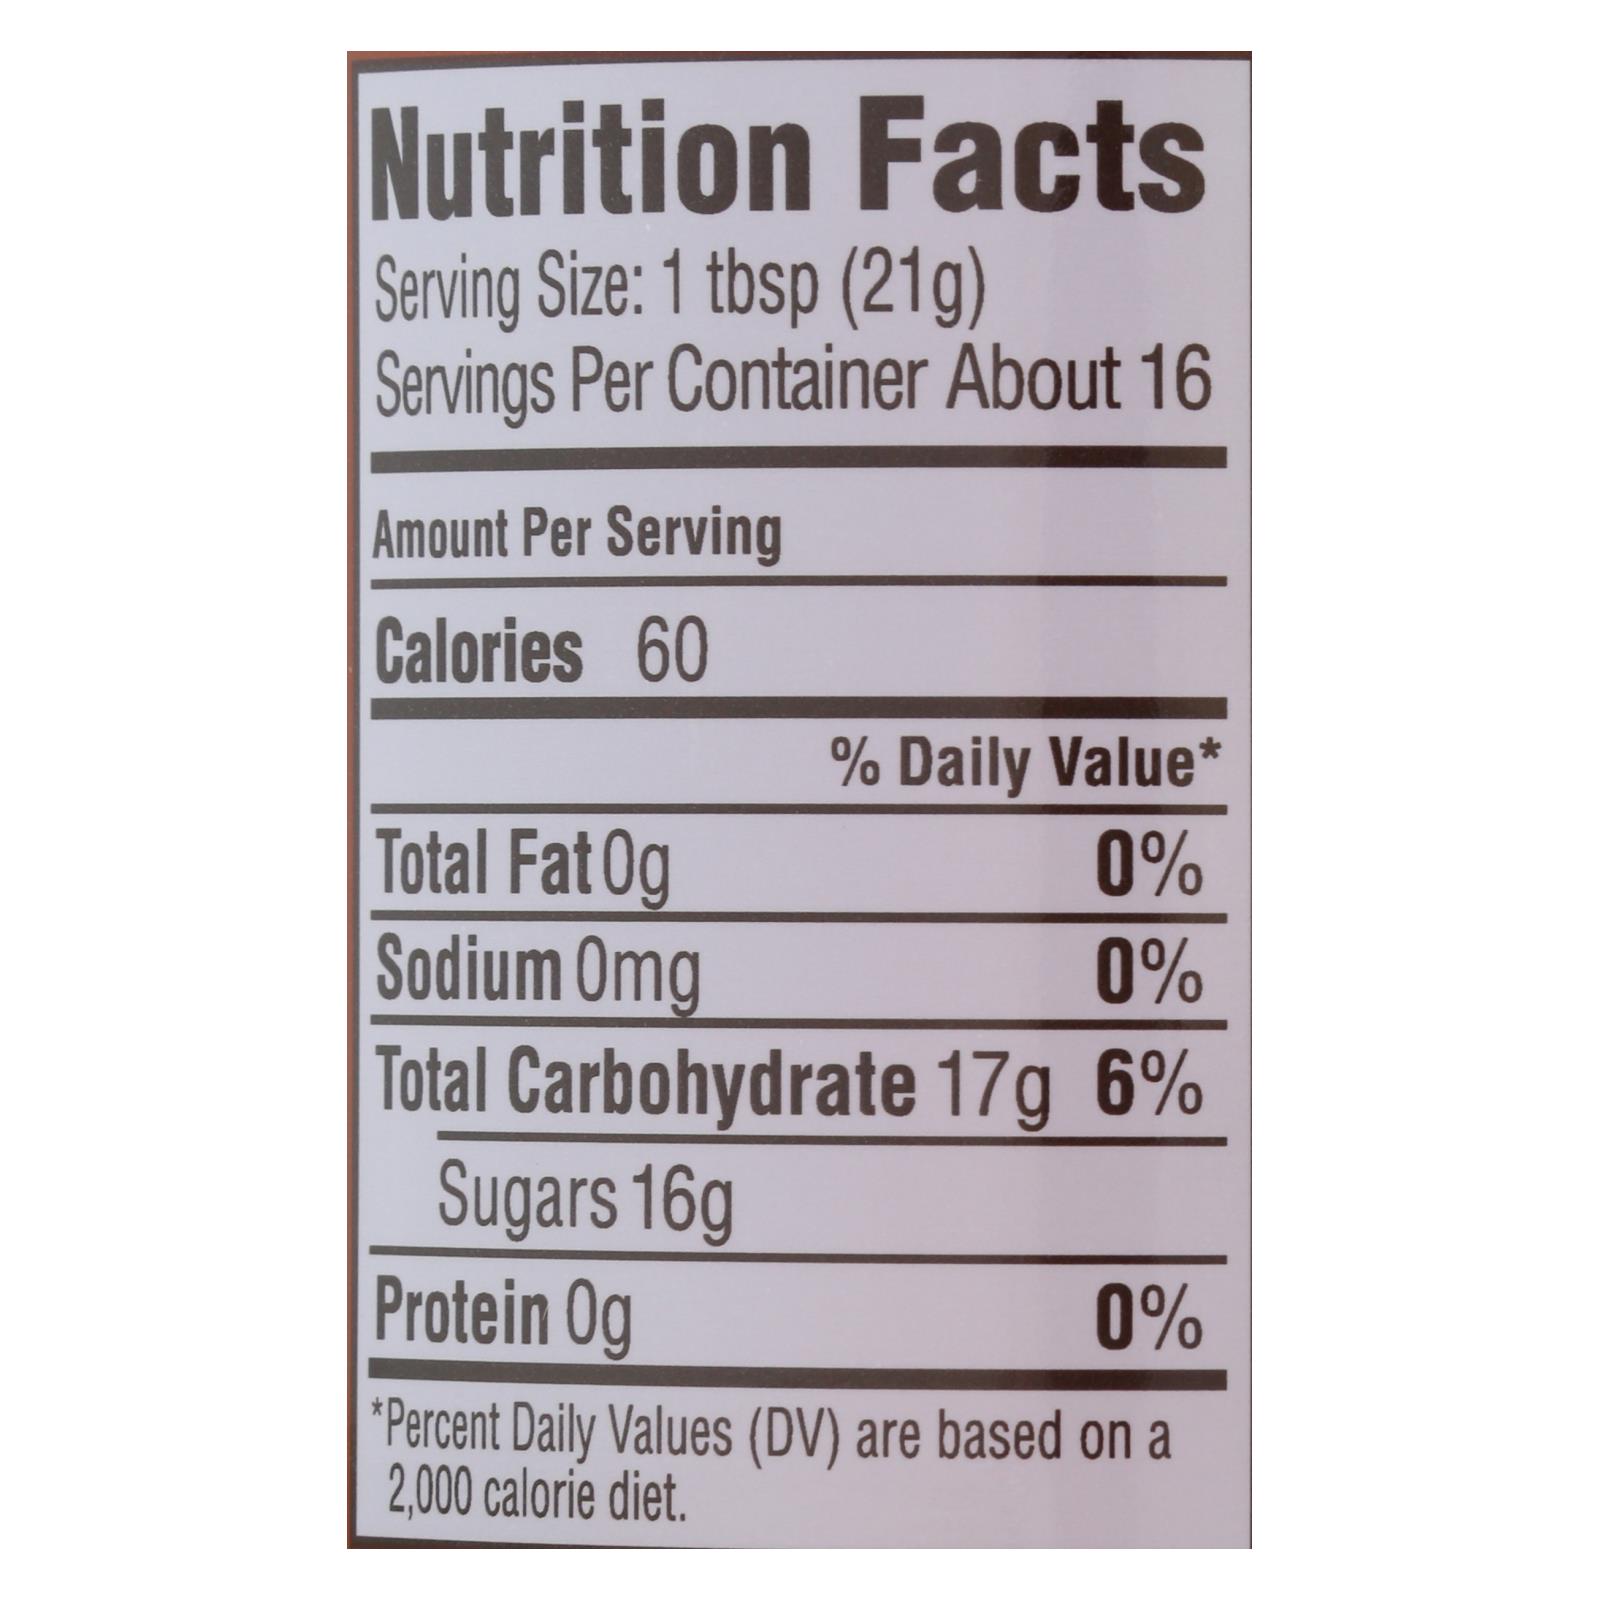 Nutrition Facts
Serving Size: 1 tbsp (21g)
Servings Per Container About 16
Amount Per Serving
Calories 60
% Daily Value*
Total Fat 0g 0%
Sodium 0mg 0%
Total Carbohydrate 17g 6%
Sugars 16g
Protein 0g 0%
*Percent Daily Values (DV) are based on a
2,000 calorie diet.